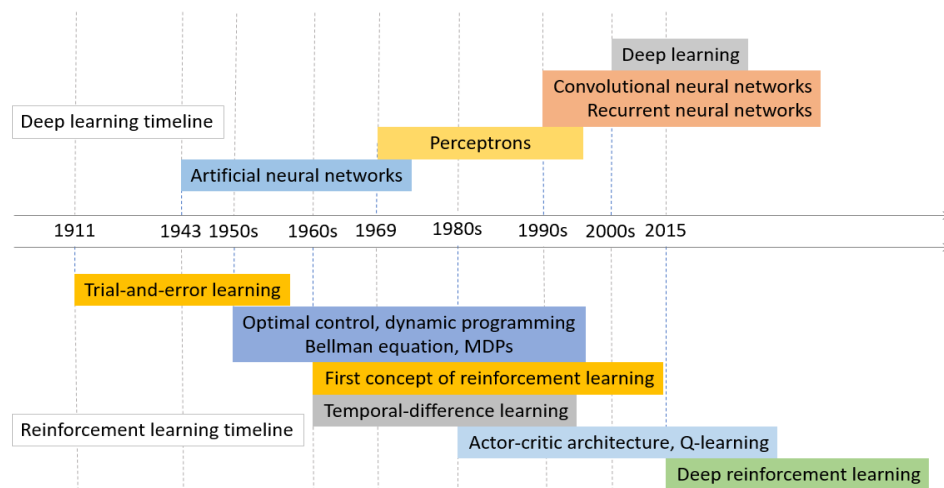 Deep learning
Convolutional neural networks
Recurrent neural networks
Deep learning timeline
Perceptrons
Artificial neural networks
1911 1943 1950s 1960s 1969 1980s 1990s 2000s 2015
Trial-and-error learning
Optimal control, dynamic programming
Bellman equation, MDPs
First concept of reinforcement learning
Temporal-difference learning
Reinforcement learning timeline
Actor-critic architecture, Q-learning
Deep reinforcement learning